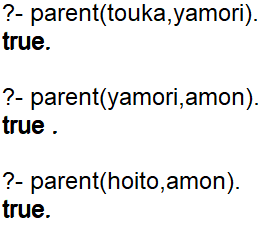 ?- parent(touka,yamori).
true.
?- parent(yamori,amon).
true .
?- parent(hoito,amon).
true.